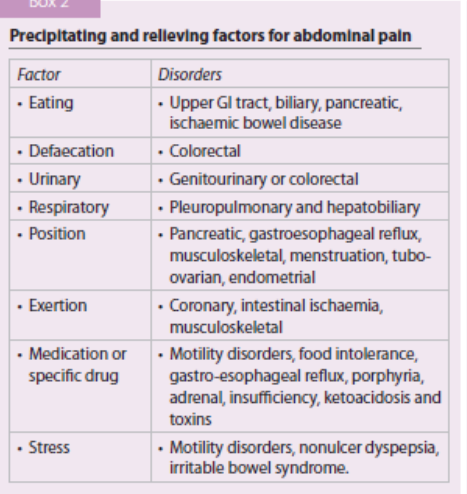 Box 2
Precipitating and relieving factors for abdominal pain
Factor Disorders
• Eating • Upper GI tract, biliary, pancreatic,
ischaemic bowel disease
• Defaecation • Colorectal
• Urinary • Genitourinary or colorectal
• Respiratory • Pleuropulmonary and hepatobiliary
• Position • Pancreatic, gastroesophageal reflux,
musculoskeletal, menstruation, tubo-
ovarian, endometrial
• Exertion • Coronary, intestinal ischaemia,
musculoskeletal
• Medication or • Motility disorders, food intolerance,
specific drug gastro-esophageal reflux, porphyria,
adrenal, insufficiency, ketoacidosis and
toxins
• Stress • Motility disorders, nonulcer dyspepsia,
irritable bowel syndrome.